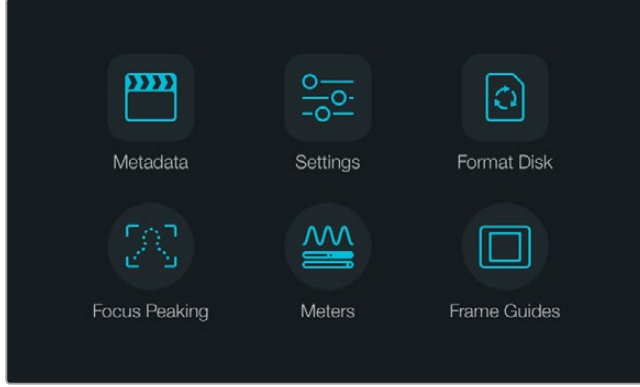 Metadata
Settings
Format Disk
Focus Peaking
Meters
Frame Guides